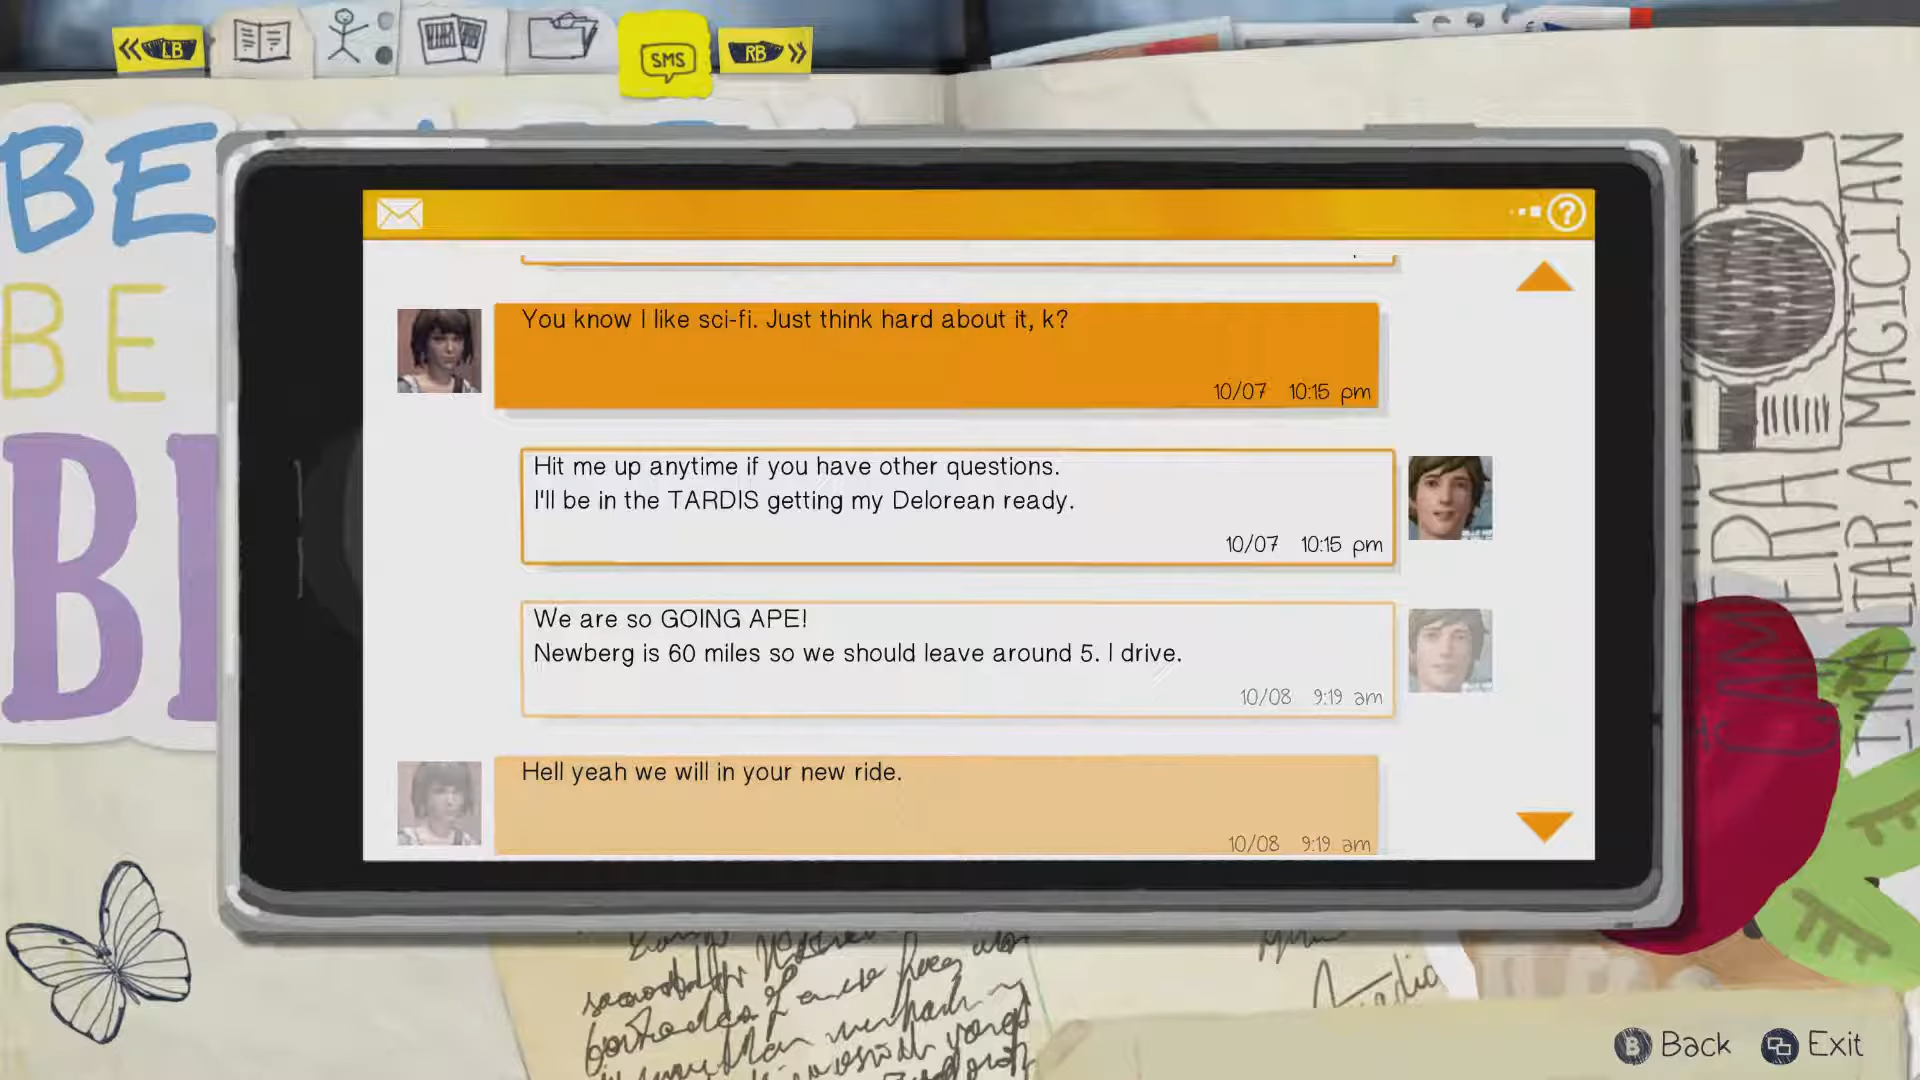 LB
SMS
RB
BE
BE
You know I like sci-fi. Just think hard about it, k?
10/07 10:15 pm
Hit me up anytime if you have other questions.
I'll be in the TARDIS getting my Delorean ready.
10/07 10:15 pm
We are so GOING APE!
Newberg is 60 miles so we should leave around 5. I drive.
10/08 9:19 am
Hell yeah we will in your new ride.
10/08 9:19 am
LIAR, A MAGICIAN
B Back
Exit